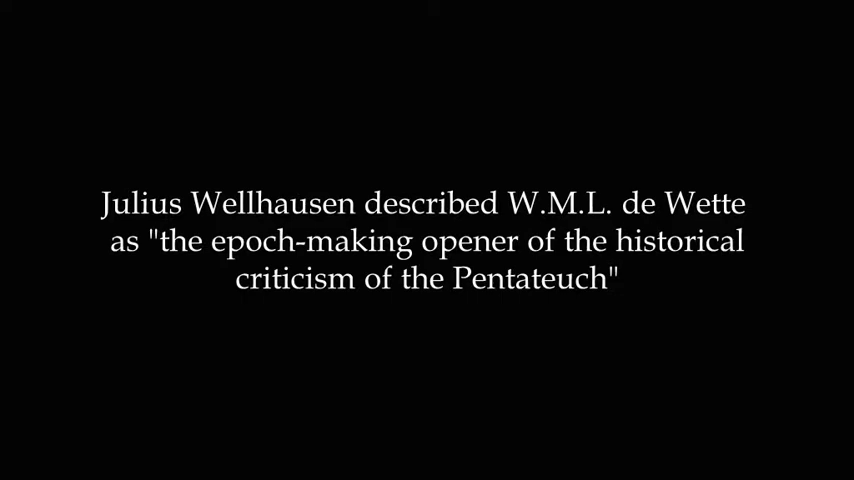 Julius Wellhausen described W.M.L. de Wette
as "the epoch-making opener of the historical
criticism of the Pentateuch"